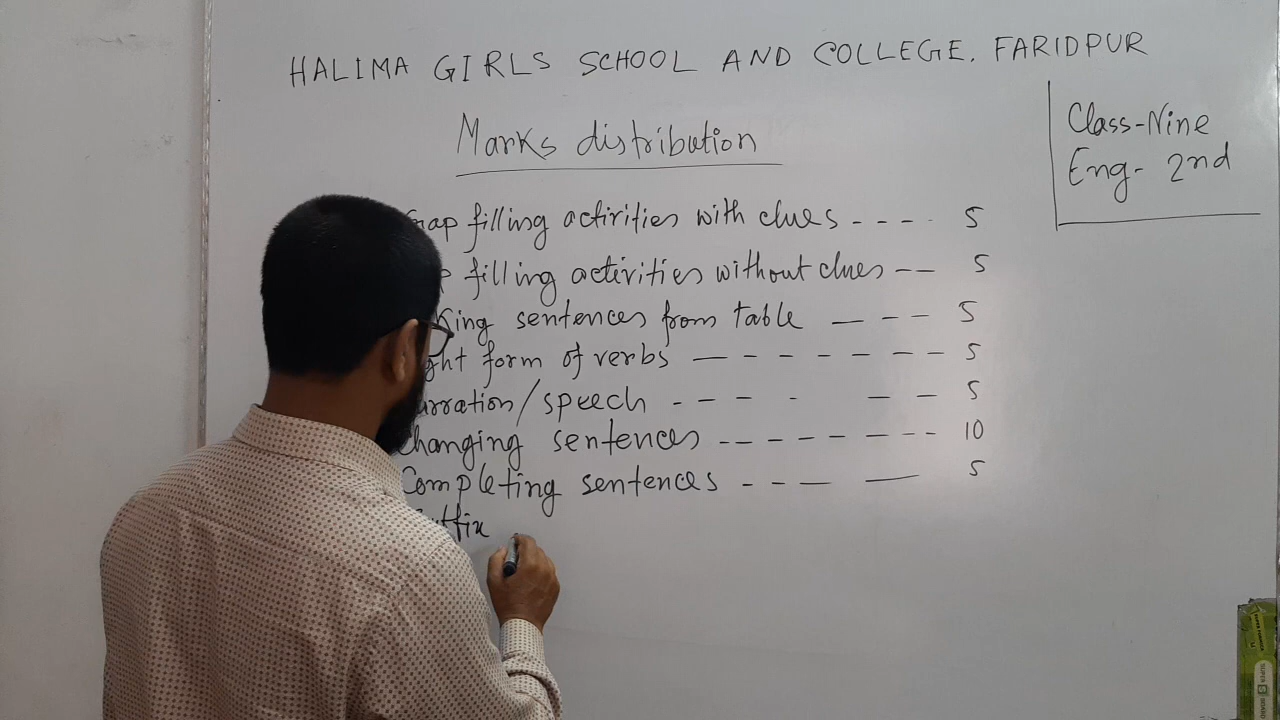 HALIMA GIRLS SCHOOL AND COLLEGE, FARIDPUR
Marks distribution
Class-Nine
Eng- 2nd
Gap filling activities with clues - - - - 5
filling activities without clues - - 5
king sentences from table - - - 5
ght form of verbs - - - - - - - 5
rration/speech - - - - - - 5
Changing sentences - - - - - - - - 10
Completing sentences - - - - 5
Suffix